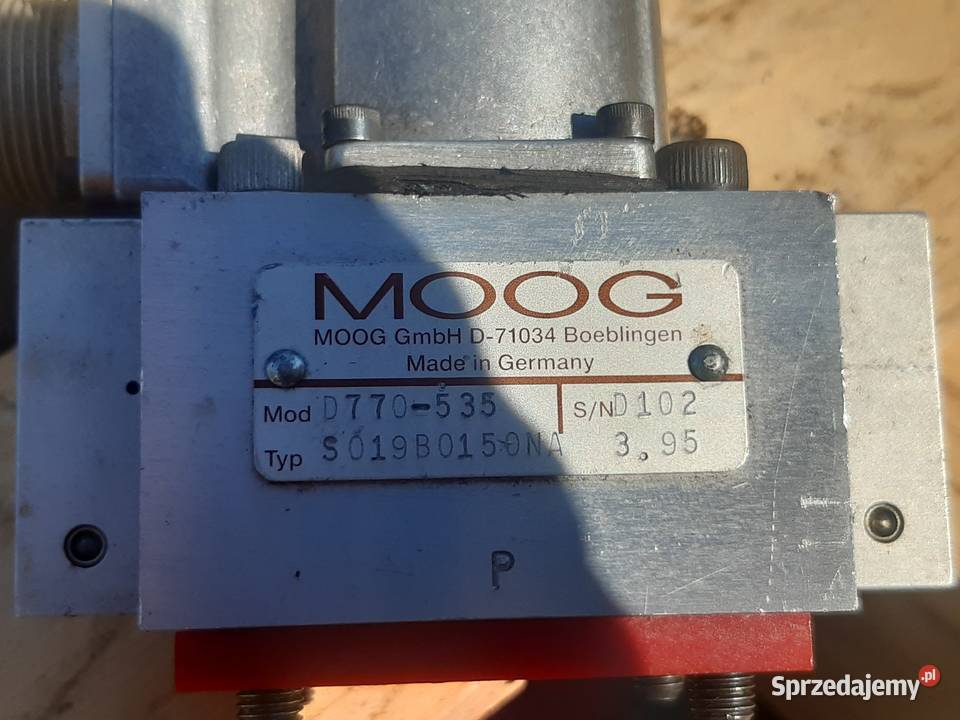 MOOG
MOOG GmbH D-71034 Boeblingen
Made in Germany
Mod D770-535 S/N D102
Typ S019B0150NA 3.95
P
Sprzedajemy.pl